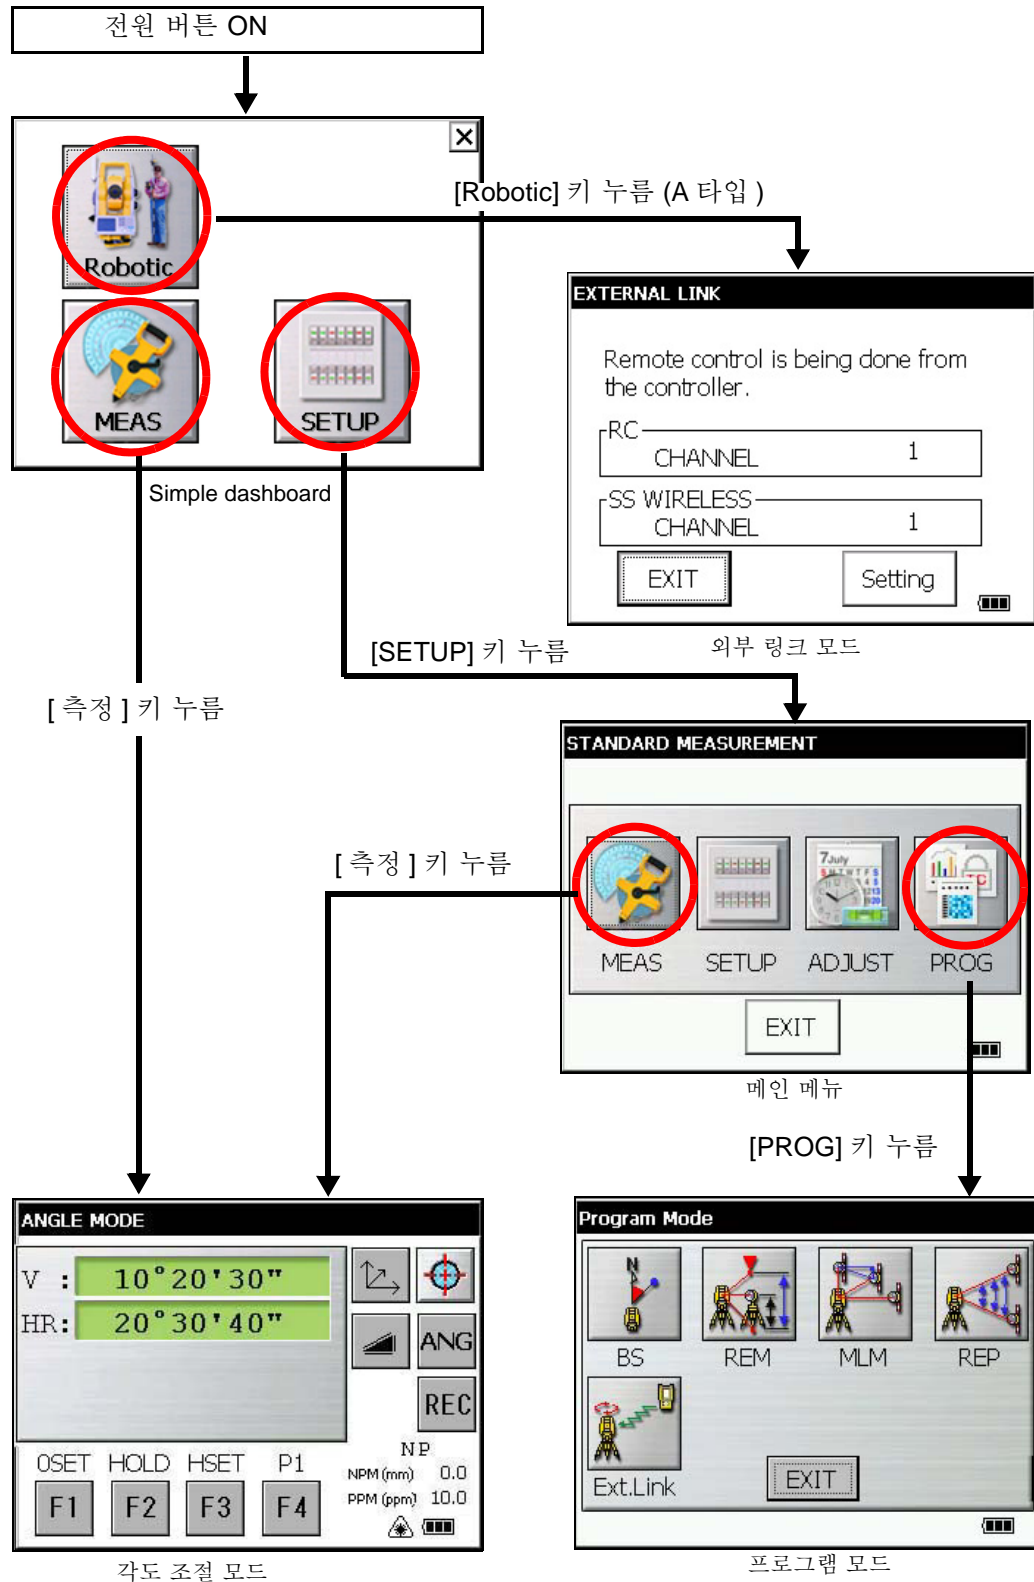 전원 버튼 ON
Robotic
MEAS
SETUP
Simple dashboard
[Robotic] 키 누름 (A 타입 )
EXTERNAL LINK
Remote control is being done from
the controller.
RC
CHANNEL 1
SS WIRELESS
CHANNEL 1
EXIT Setting
외부 링크 모드
[SETUP] 키 누름
[ 측정 ] 키 누름
STANDARD MEASUREMENT
7 July
MEAS SETUP ADJUST PROG
EXIT
메인 메뉴
[ 측정 ] 키 누름
[PROG] 키 누름
ANGLE MODE
V : 10°20'30"
HR: 20°30'40"
ANG
REC
0SET HOLD HSET P1
F1 F2 F3 F4
NP
NPM (mm) 0.0
PPM (ppm) 10.0
각도 조절 모드
Program Mode
N
BS REM MLM REP
Ext.Link
EXIT
프로그램 모드